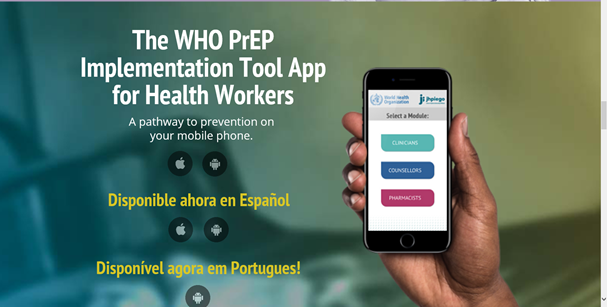 The WHO PrEP
Implementation Tool App
for Health Workers
A pathway to prevention on
your mobile phone.
Disponible ahora en Español
Disponível agora em Portugues!
World Health
Organization
jhpiego
Select a Module:
CLINICIANS
COUNSELLORS
PHARMACISTS